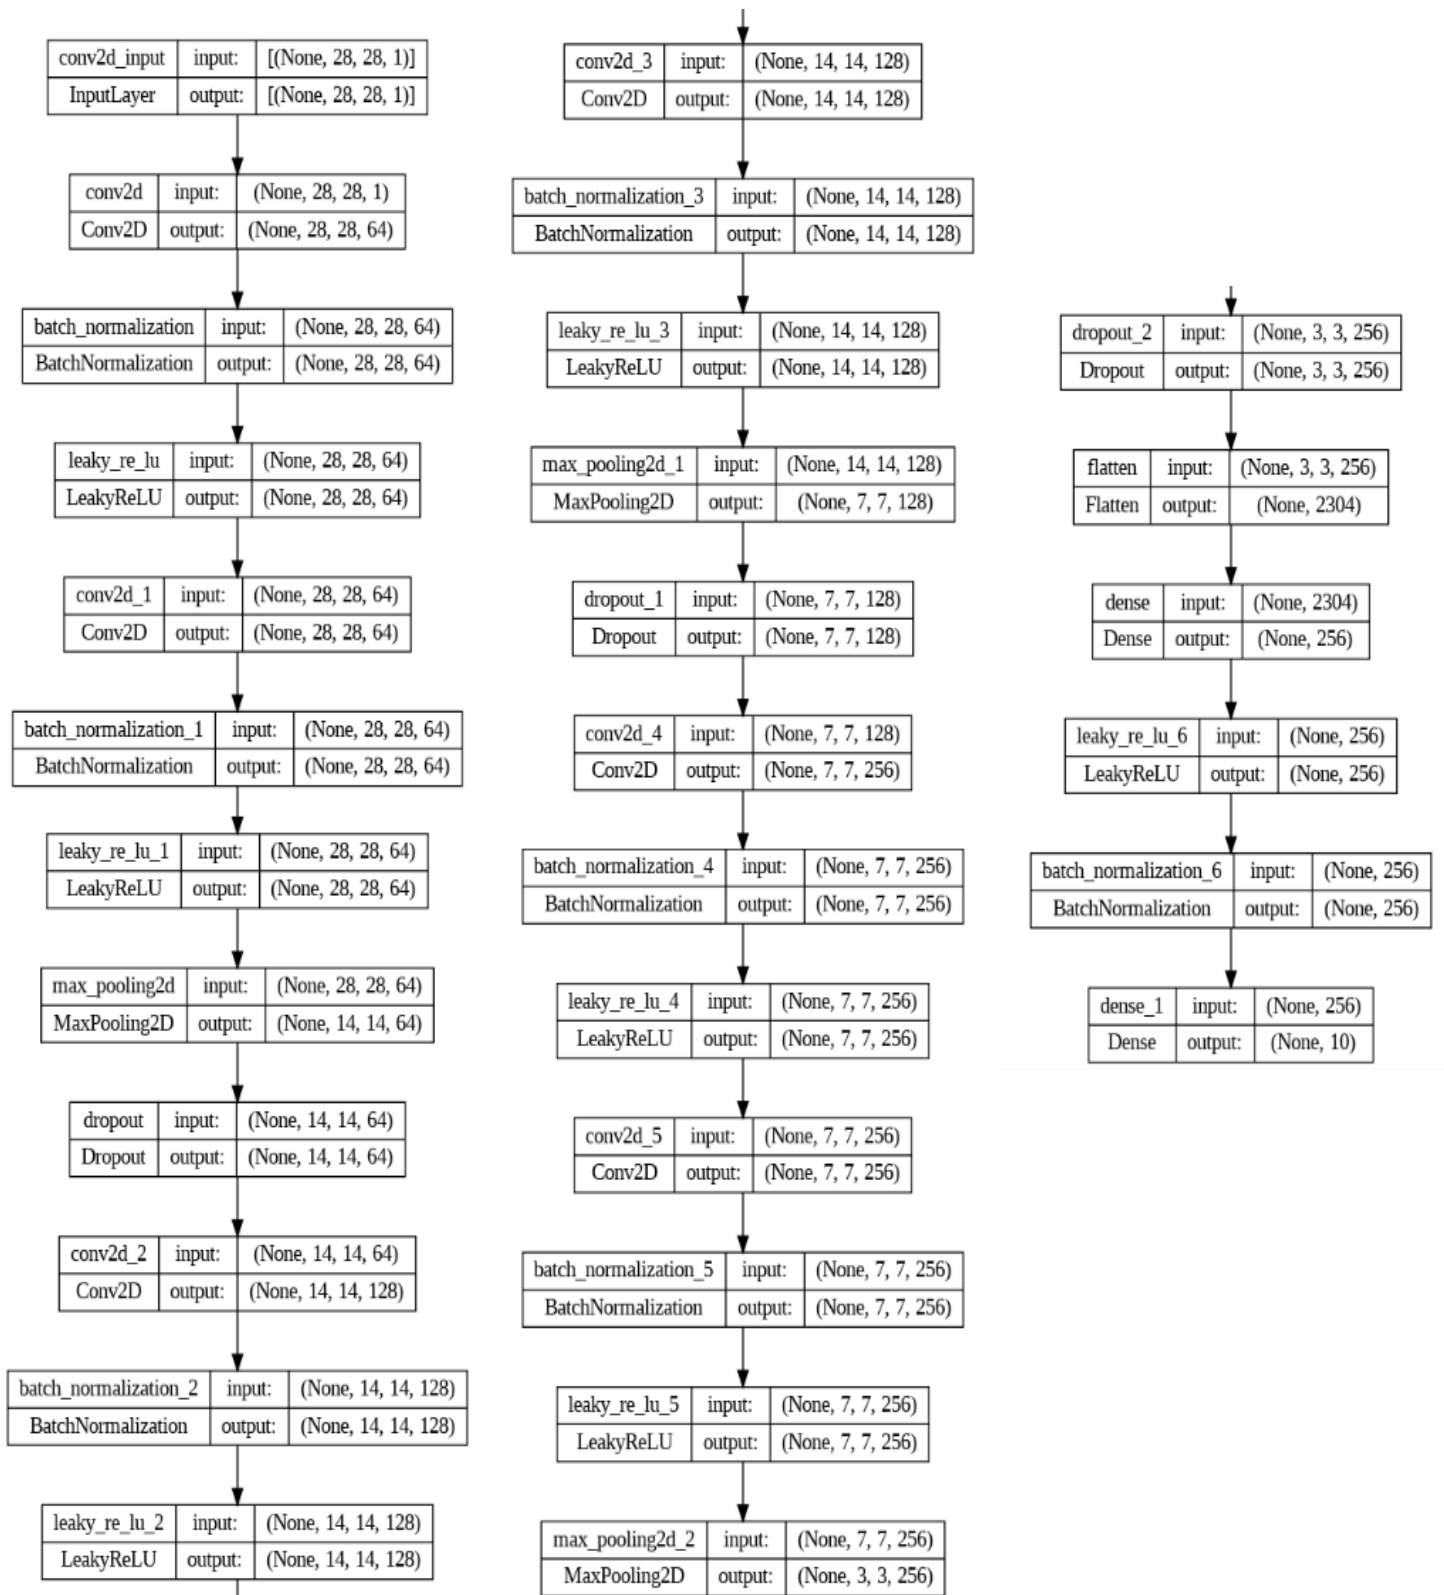 conv2d_input input: [(None, 28, 28, 1)]
InputLayer output: [(None, 28, 28, 1)]
conv2d input: (None, 28, 28, 1)
Conv2D output: (None, 28, 28, 64)
batch_normalization input: (None, 28, 28, 64)
BatchNormalization output: (None, 28, 28, 64)
leaky_re_lu input: (None, 28, 28, 64)
LeakyReLU output: (None, 28, 28, 64)
conv2d_1 input: (None, 28, 28, 64)
Conv2D output: (None, 28, 28, 64)
batch_normalization_1 input: (None, 28, 28, 64)
BatchNormalization output: (None, 28, 28, 64)
leaky_re_lu_1 input: (None, 28, 28, 64)
LeakyReLU output: (None, 28, 28, 64)
max_pooling2d input: (None, 28, 28, 64)
MaxPooling2D output: (None, 14, 14, 64)
dropout input: (None, 14, 14, 64)
Dropout output: (None, 14, 14, 64)
conv2d_2 input: (None, 14, 14, 64)
Conv2D output: (None, 14, 14, 128)
batch_normalization_2 input: (None, 14, 14, 128)
BatchNormalization output: (None, 14, 14, 128)
leaky_re_lu_2 input: (None, 14, 14, 128)
LeakyReLU output: (None, 14, 14, 128)
conv2d_3 input: (None, 14, 14, 128)
Conv2D output: (None, 14, 14, 128)
batch_normalization_3 input: (None, 14, 14, 128)
BatchNormalization output: (None, 14, 14, 128)
leaky_re_lu_3 input: (None, 14, 14, 128)
LeakyReLU output: (None, 14, 14, 128)
max_pooling2d_1 input: (None, 14, 14, 128)
MaxPooling2D output: (None, 7, 7, 128)
dropout_1 input: (None, 7, 7, 128)
Dropout output: (None, 7, 7, 128)
conv2d_4 input: (None, 7, 7, 128)
Conv2D output: (None, 7, 7, 256)
batch_normalization_4 input: (None, 7, 7, 256)
BatchNormalization output: (None, 7, 7, 256)
leaky_re_lu_4 input: (None, 7, 7, 256)
LeakyReLU output: (None, 7, 7, 256)
conv2d_5 input: (None, 7, 7, 256)
Conv2D output: (None, 7, 7, 256)
batch_normalization_5 input: (None, 7, 7, 256)
BatchNormalization output: (None, 7, 7, 256)
leaky_re_lu_5 input: (None, 7, 7, 256)
LeakyReLU output: (None, 7, 7, 256)
max_pooling2d_2 input: (None, 7, 7, 256)
MaxPooling2D output: (None, 3, 3, 256)
dropout_2 input: (None, 3, 3, 256)
Dropout output: (None, 3, 3, 256)
flatten input: (None, 3, 3, 256)
Flatten output: (None, 2304)
dense input: (None, 2304)
Dense output: (None, 256)
leaky_re_lu_6 input: (None, 256)
LeakyReLU output: (None, 256)
batch_normalization_6 input: (None, 256)
BatchNormalization output: (None, 256)
dense_1 input: (None, 256)
Dense output: (None, 10)